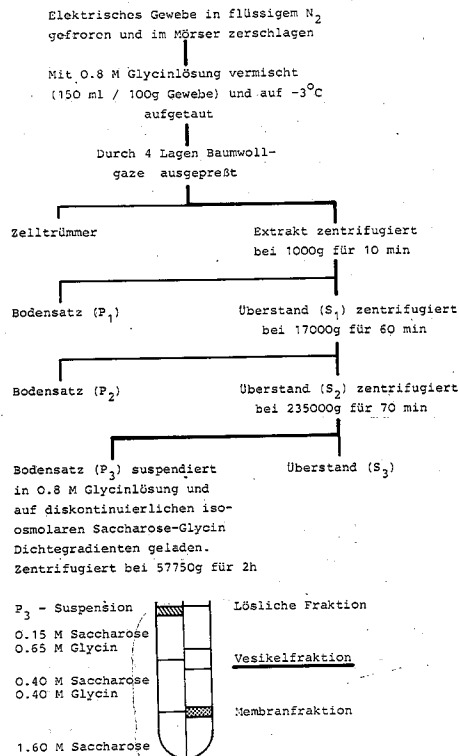 Elektrisches Gewebe in flüssigem N2
gefroren und im Mörser zerschlagen
Mit 0.8 M Glycinlösung vermischt
(150 ml / 100g Gewebe) und auf -3°C
aufgetaut
Durch 4 Lagen Baumwoll-
gaze ausgepreßt
Zelltrümmer
Extrakt zentrifugiert
bei 1000g für 10 min
Bodensatz (P1)
Überstand (S1) zentrifugiert
bei 17000g für 60 min
Bodensatz (P2)
Überstand (S2) zentrifugiert
bei 235000g für 70 min
Bodensatz (P3) suspendiert
in 0.8 M Glycinlösung und
auf diskontinuierlichen iso-
osmolaren Saccharose-Glycin
Dichtegradienten geladen.
Zentrifugiert bei 57750g für 2h
Überstand (S3)
P3 - Suspension
Lösliche Fraktion
0.15 M Saccharose
0.65 M Glycin
Vesikelfraktion
0.40 M Saccharose
0.40 M Glycin
Membranfraktion
1.60 M Saccharose